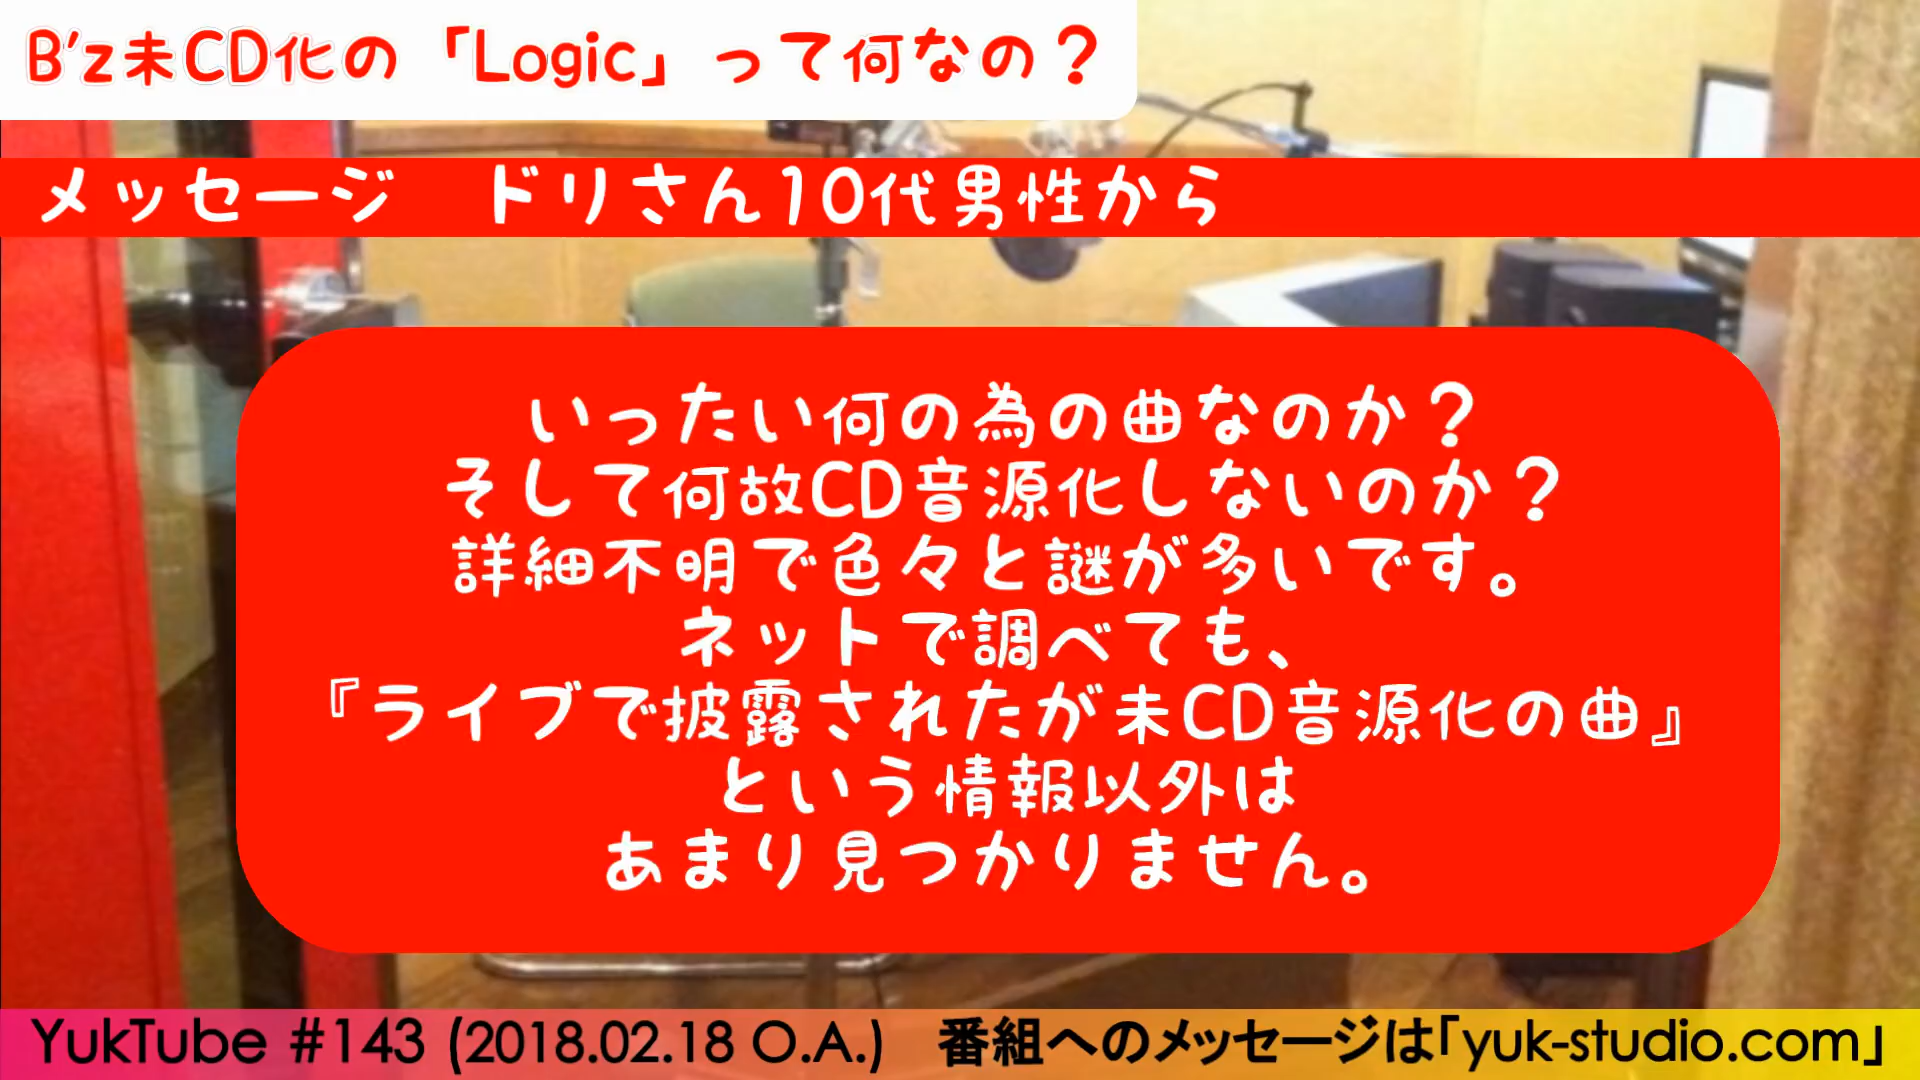 B'z未CD化の「Logic」って何なの？
メッセージ　ドリさん10代男性から
いったい何の為の曲なのか？
そして何故CD音源化しないのか？
詳細不明で色々と謎が多いです。
ネットで調べても、
『ライブで披露されたが未CD音源化の曲』
という情報以外は
あまり見つかりません。
YukTube #143 (2018.02.18 O.A.)　番組へのメッセージは「yuk-studio.com」